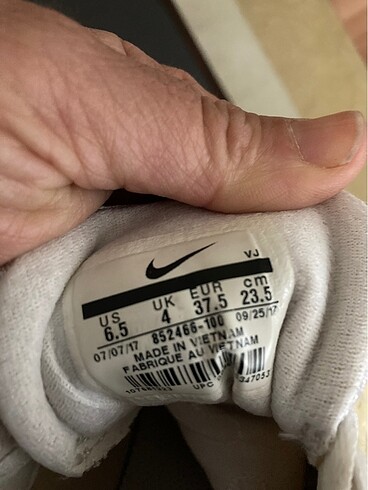 VJ
US UK EUR cm
6.5 4 37.5 23.5
852466-100
07/07/17 09/25/17
MADE IN VIETNAM
FABRIQUE AU VIETNAM
UPC